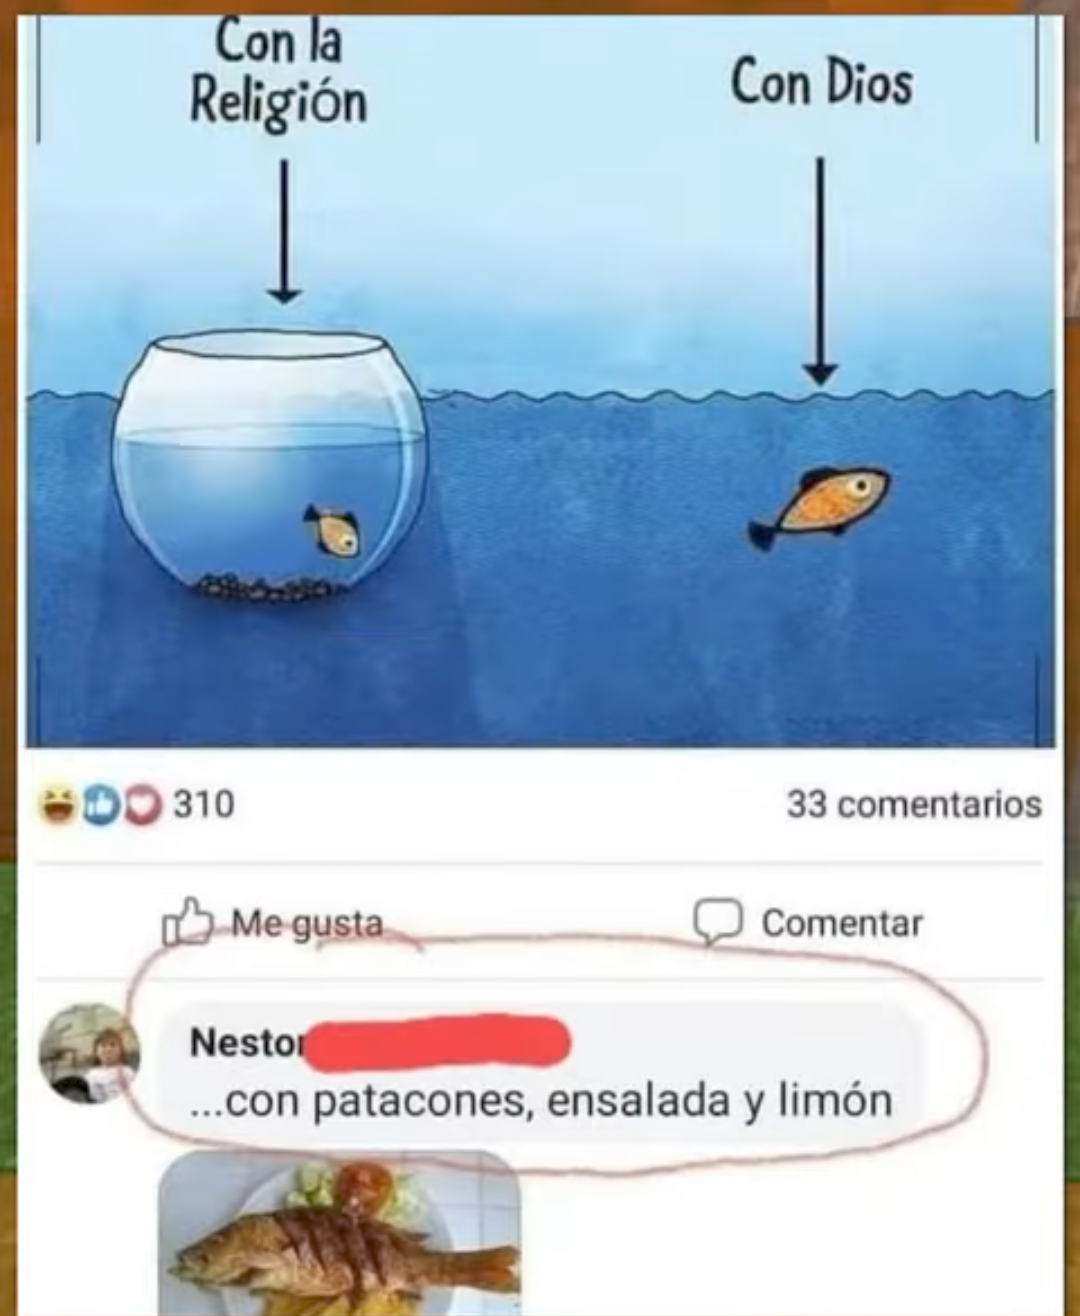 Con la
Religión
Con Dios
310
33 comentarios
Me gusta
Comentar
Nestor
...con patacones, ensalada y limón